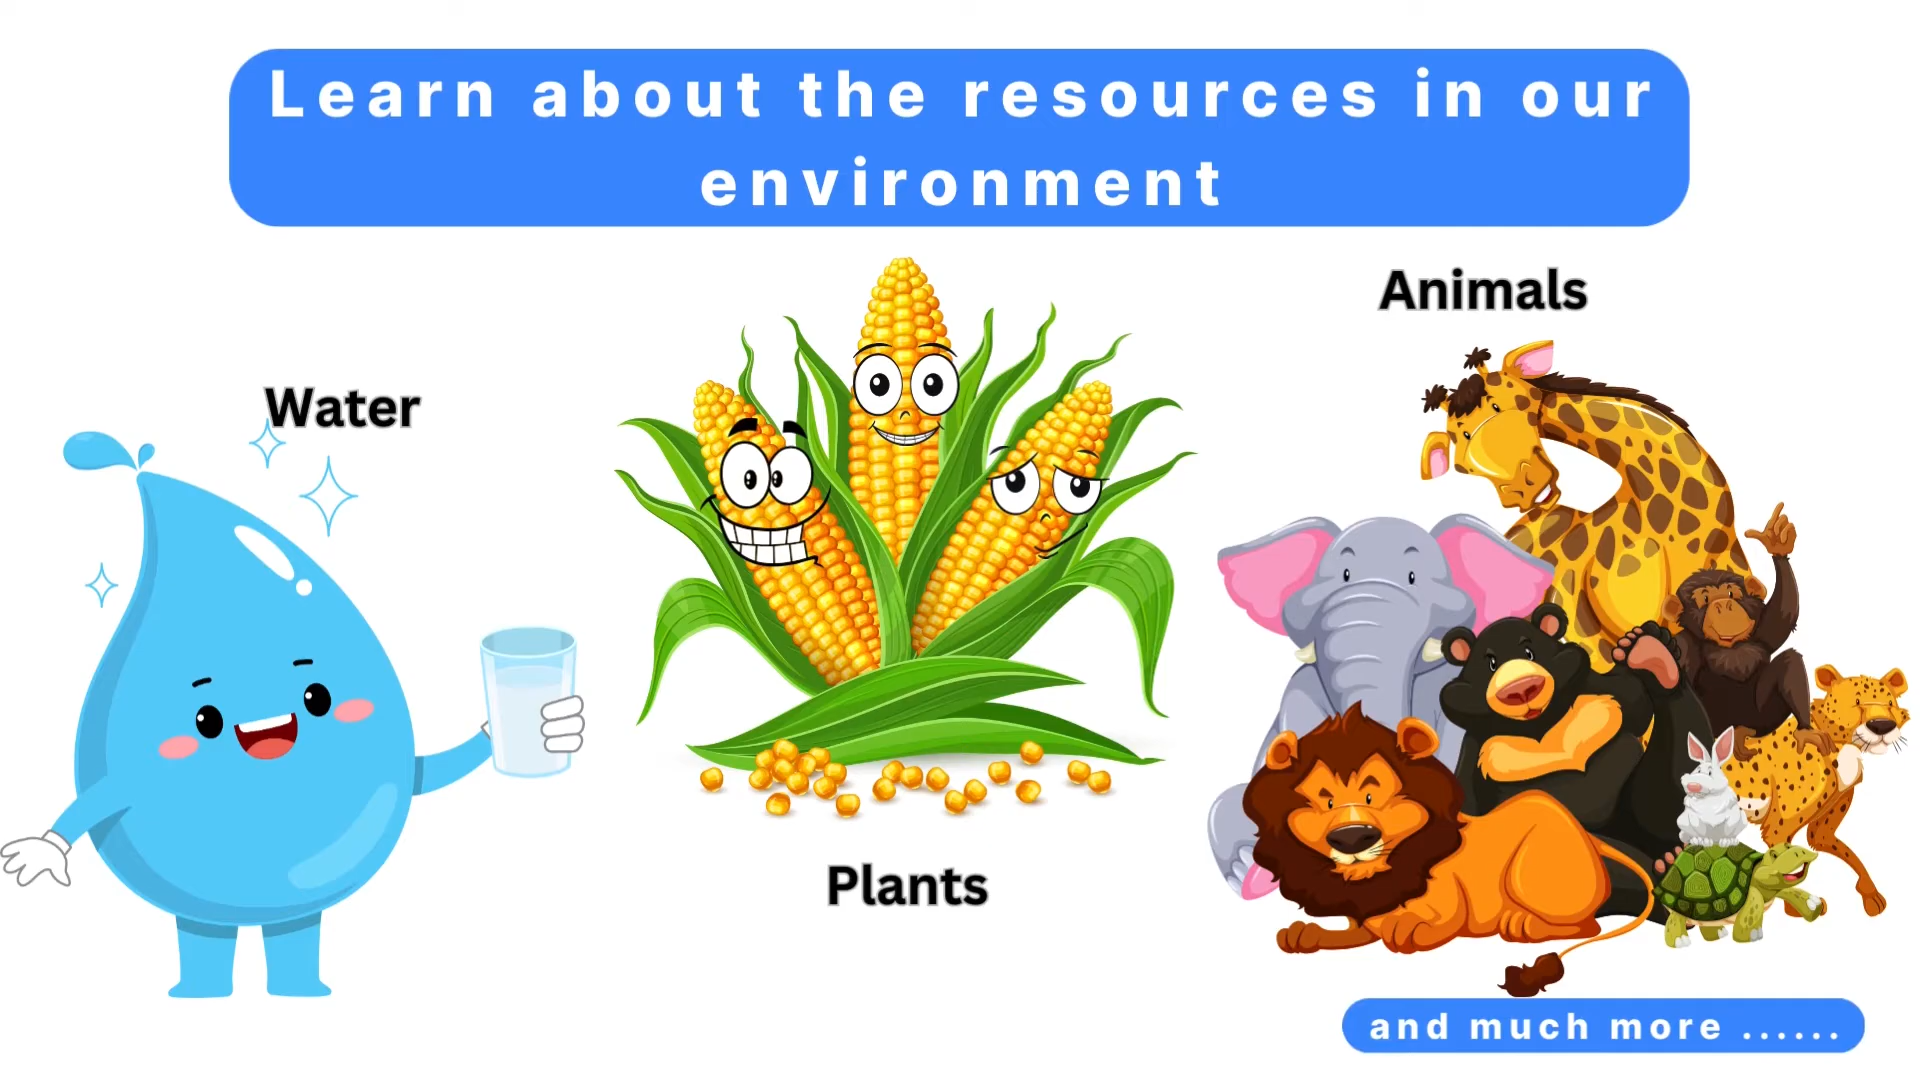 Learn about the resources in our
environment
Animals
Water
Plants
and much more ......